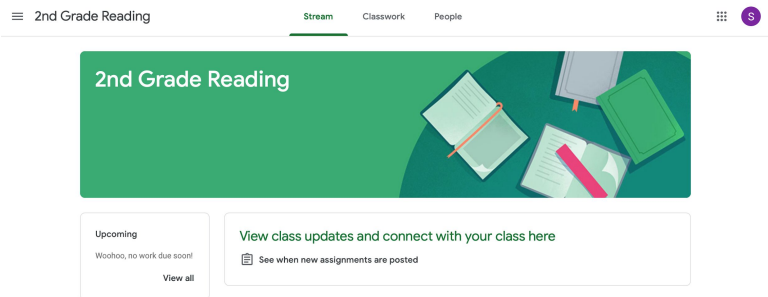 2nd Grade Reading
Stream Classwork People
S
2nd Grade Reading
Upcoming
Woohoo, no work due soon!
View all
View class updates and connect with your class here
See when new assignments are posted